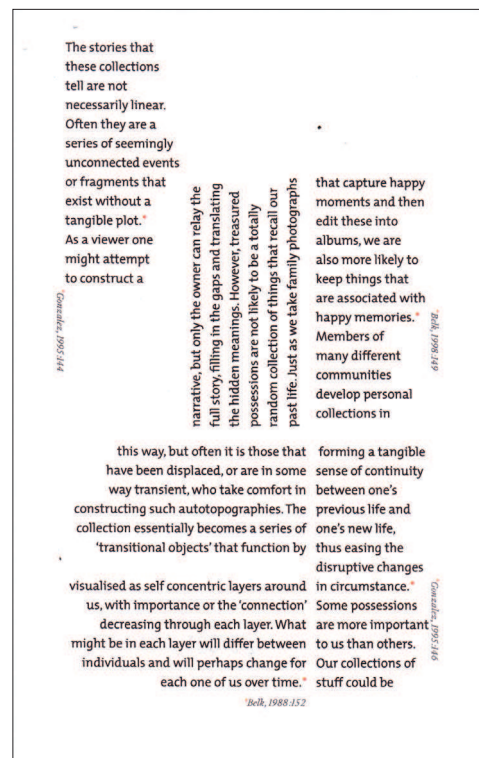 The stories that
these collections
tell are not
necessarily linear.
Often they are a
series of seemingly
unconnected events
or fragments that
exist without a
tangible plot.*
As a viewer one
might attempt
to construct a
*Gonzalez, 1995:144
narrative, but only the owner can relay the
full story, filling in the gaps and translating
the hidden meanings. However, treasured
possessions are not likely to be a totally
random collection of things that recall our
past life. Just as we take family photographs
that capture happy
moments and then
edit these into
albums, we are
also more likely to
keep things that
are associated with
happy memories.*
Members of
many different
communities
develop personal
collections in
*Belk, 1998:149
this way, but often it is those that
have been displaced, or are in some
way transient, who take comfort in
constructing such autotopographies. The
collection essentially becomes a series of
‘transitional objects’ that function by
forming a tangible
sense of continuity
between one's
previous life and
one's new life,
thus easing the
disruptive changes
in circumstance.*
Some possessions
are more important
to us than others.
Our collections of
stuff could be
*Gonzalez, 1995:146
visualised as self concentric layers around
us, with importance or the ‘connection’
decreasing through each layer. What
might be in each layer will differ between
individuals and will perhaps change for
each one of us over time.*
*Belk, 1988:152